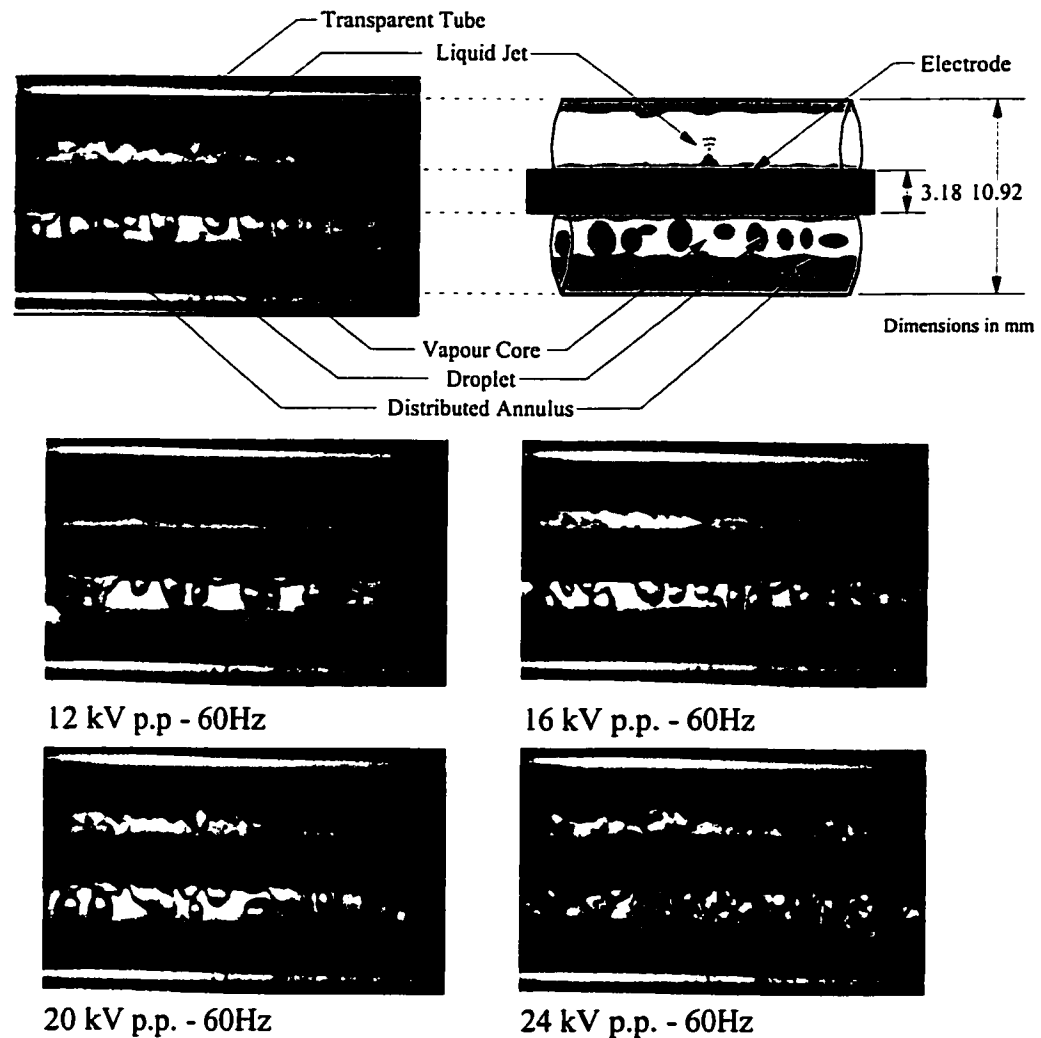 Transparent Tube
Liquid Jet
Electrode
3.18 10.92
Dimensions in mm
Vapour Core
Droplet
Distributed Annulus
12 kV p.p - 60Hz
16 kV p.p. - 60Hz
20 kV p.p. - 60Hz
24 kV p.p. - 60Hz